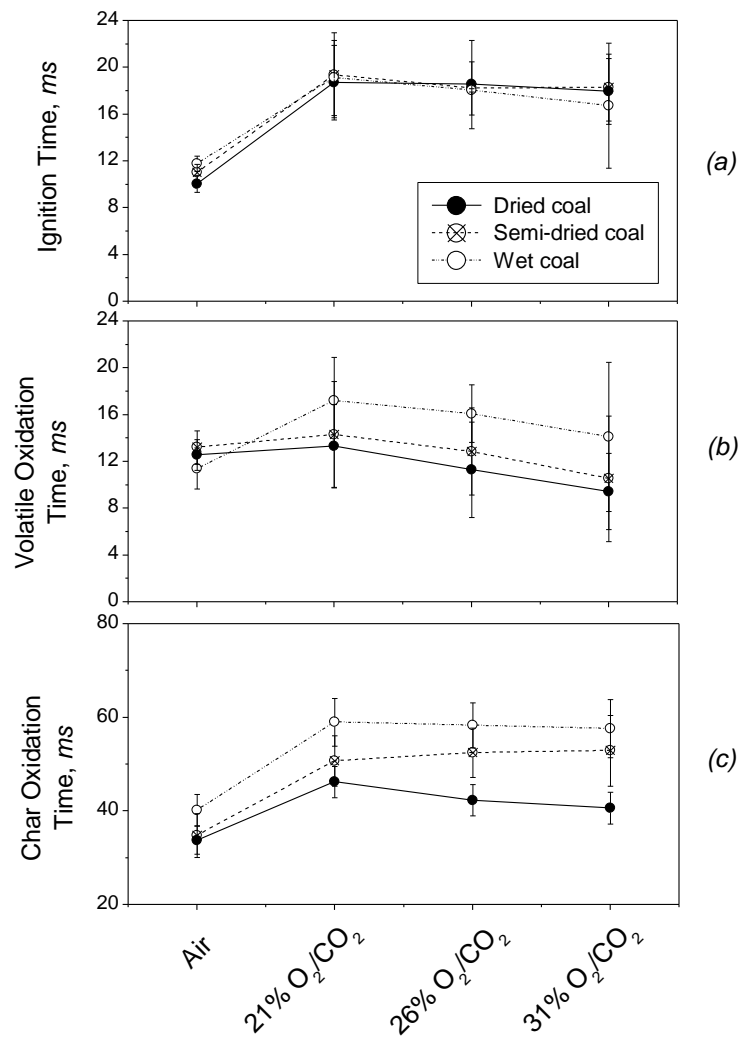 24
20
16
12
8
4
0
Ignition Time, ms
(a)
Dried coal
Semi-dried coal
Wet coal
24
20
16
12
8
4
0
Volatile Oxidation
Time, ms
(b)
80
60
40
20
Char Oxidation
Time, ms
(c)
Air
21% O₂/CO₂
26% O₂/CO₂
31% O₂/CO₂